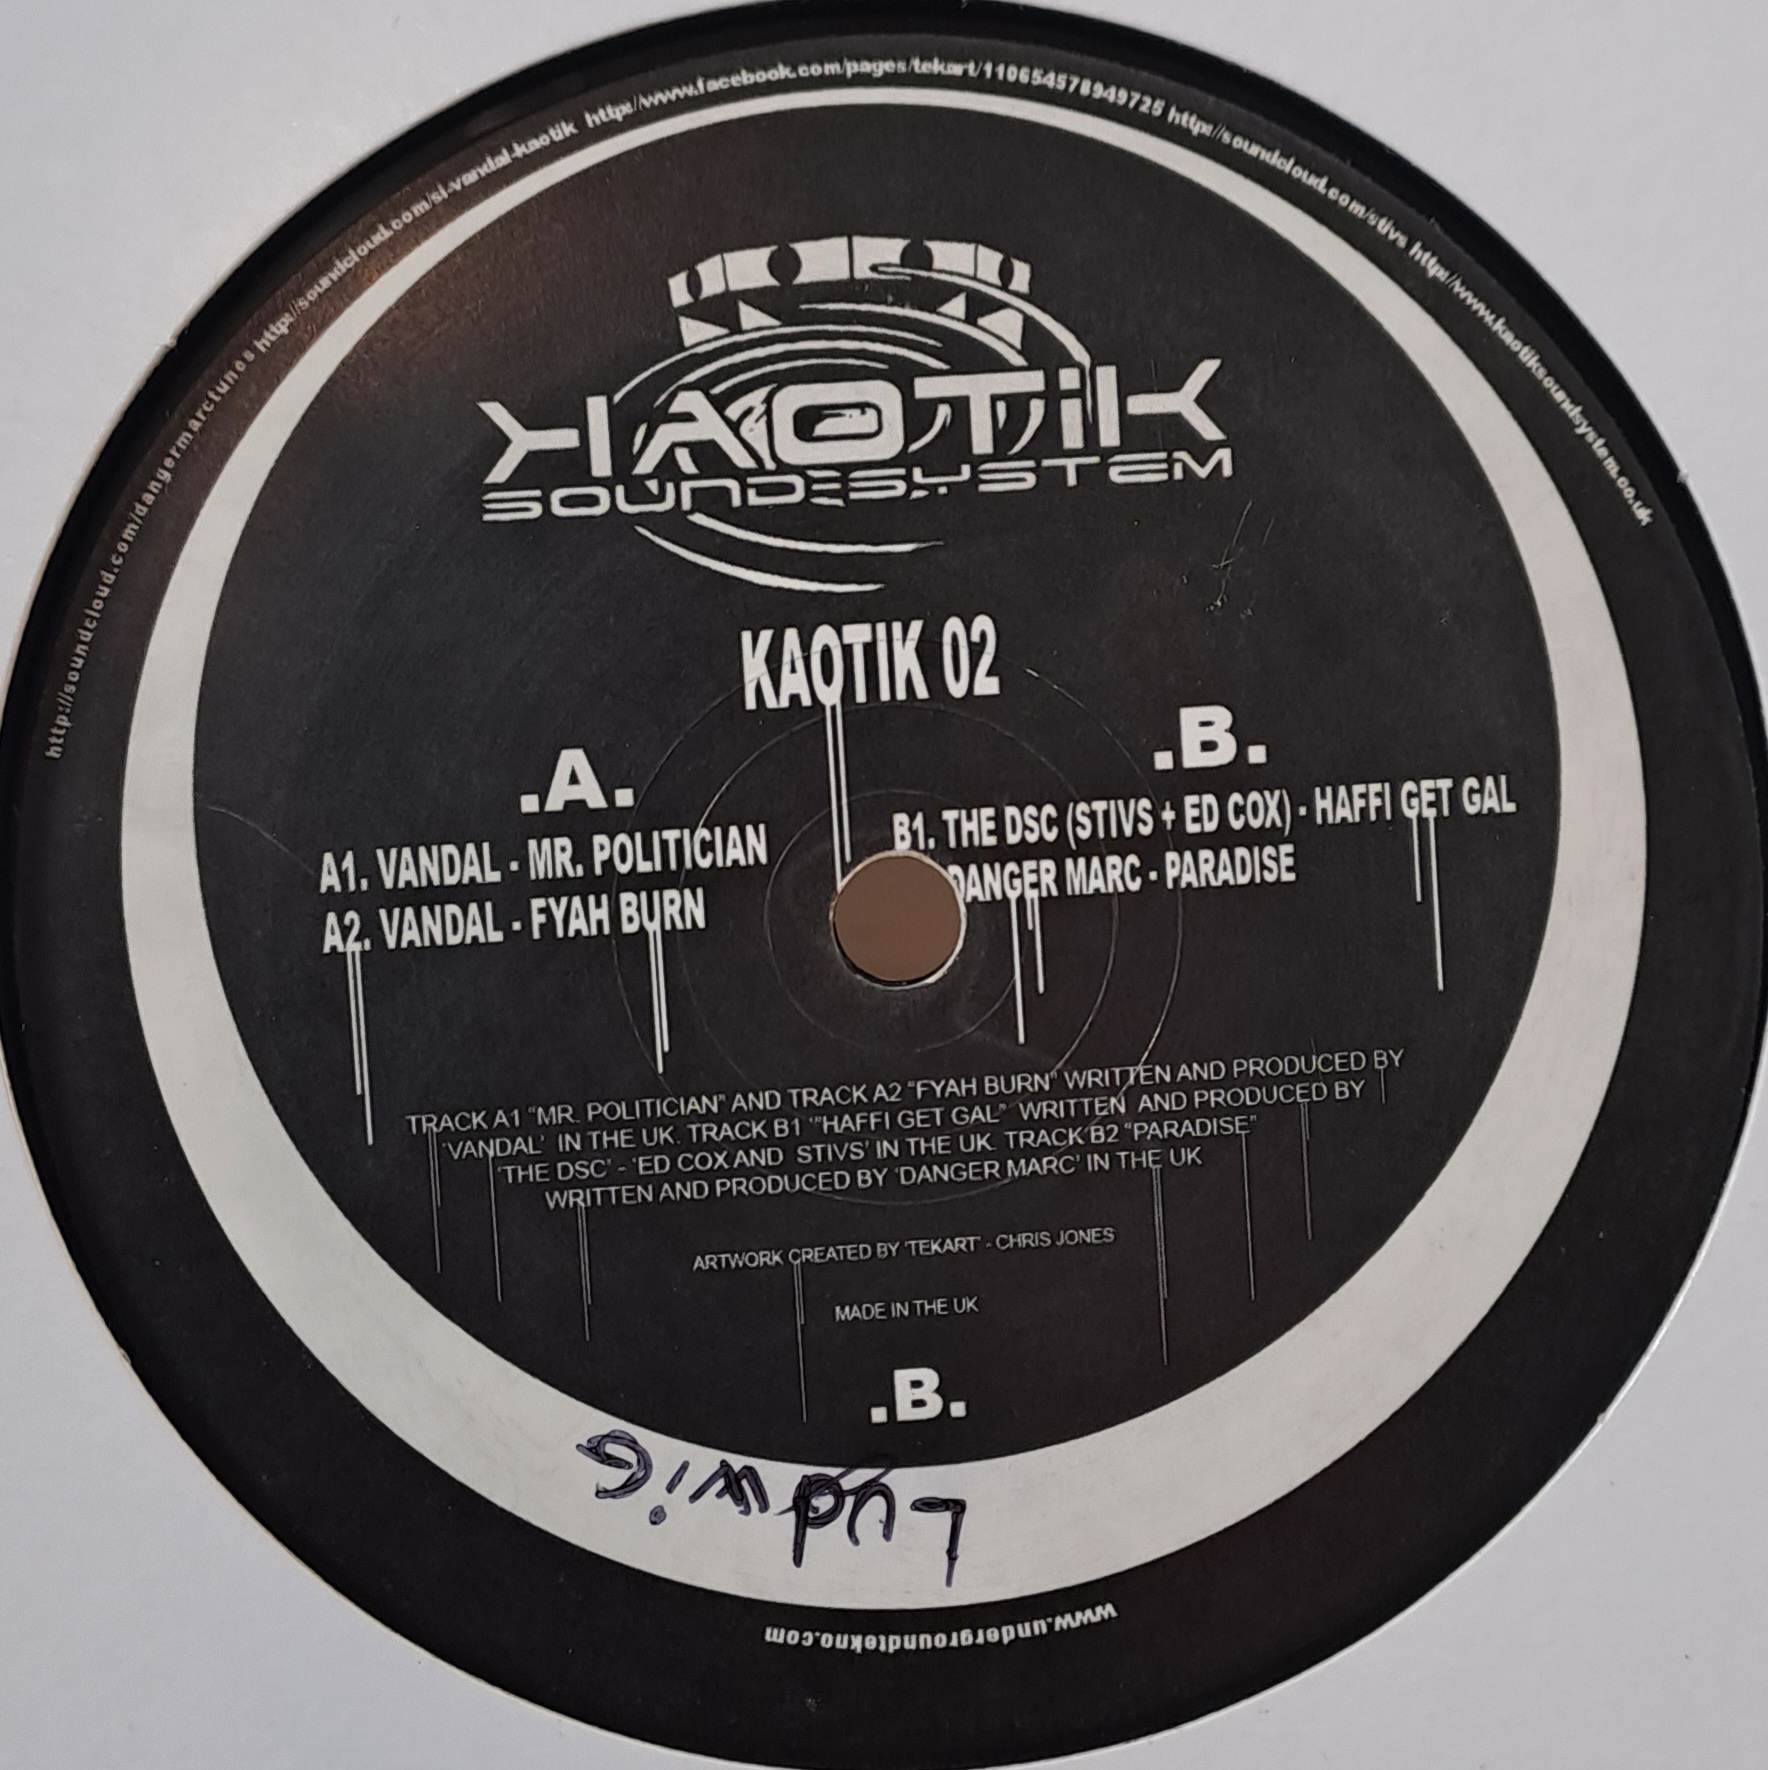 http://soundcloud.com/dangermarctunes http://soundcloud.com/sl-vandal-kaotik http://www.facebook.com/pages/tekart/110654578949725 http://soundcloud.com/stivs http://www.kaotiksoundsystem.co.uk
KAOTiK
SOUNDSYSTEM
KAOTIK 02
.A.
A1. VANDAL - MR. POLITICIAN
A2. VANDAL - FYAH BURN
.B.
B1. THE DSC (STIVS + ED COX) - HAFFI GET GAL
DANGER MARC - PARADISE
TRACK A1 "MR. POLITICIAN" AND TRACK A2 "FYAH BURN" WRITTEN AND PRODUCED BY
'VANDAL' IN THE UK. TRACK B1 '"HAFFI GET GAL" WRITTEN AND PRODUCED BY
'THE DSC' - 'ED COX AND STIVS' IN THE UK. TRACK B2 "PARADISE"
WRITTEN AND PRODUCED BY 'DANGER MARC' IN THE UK
ARTWORK CREATED BY 'TEKART' - CHRIS JONES
MADE IN THE UK
.B.
LudwiG
www.undergroundtekno.com